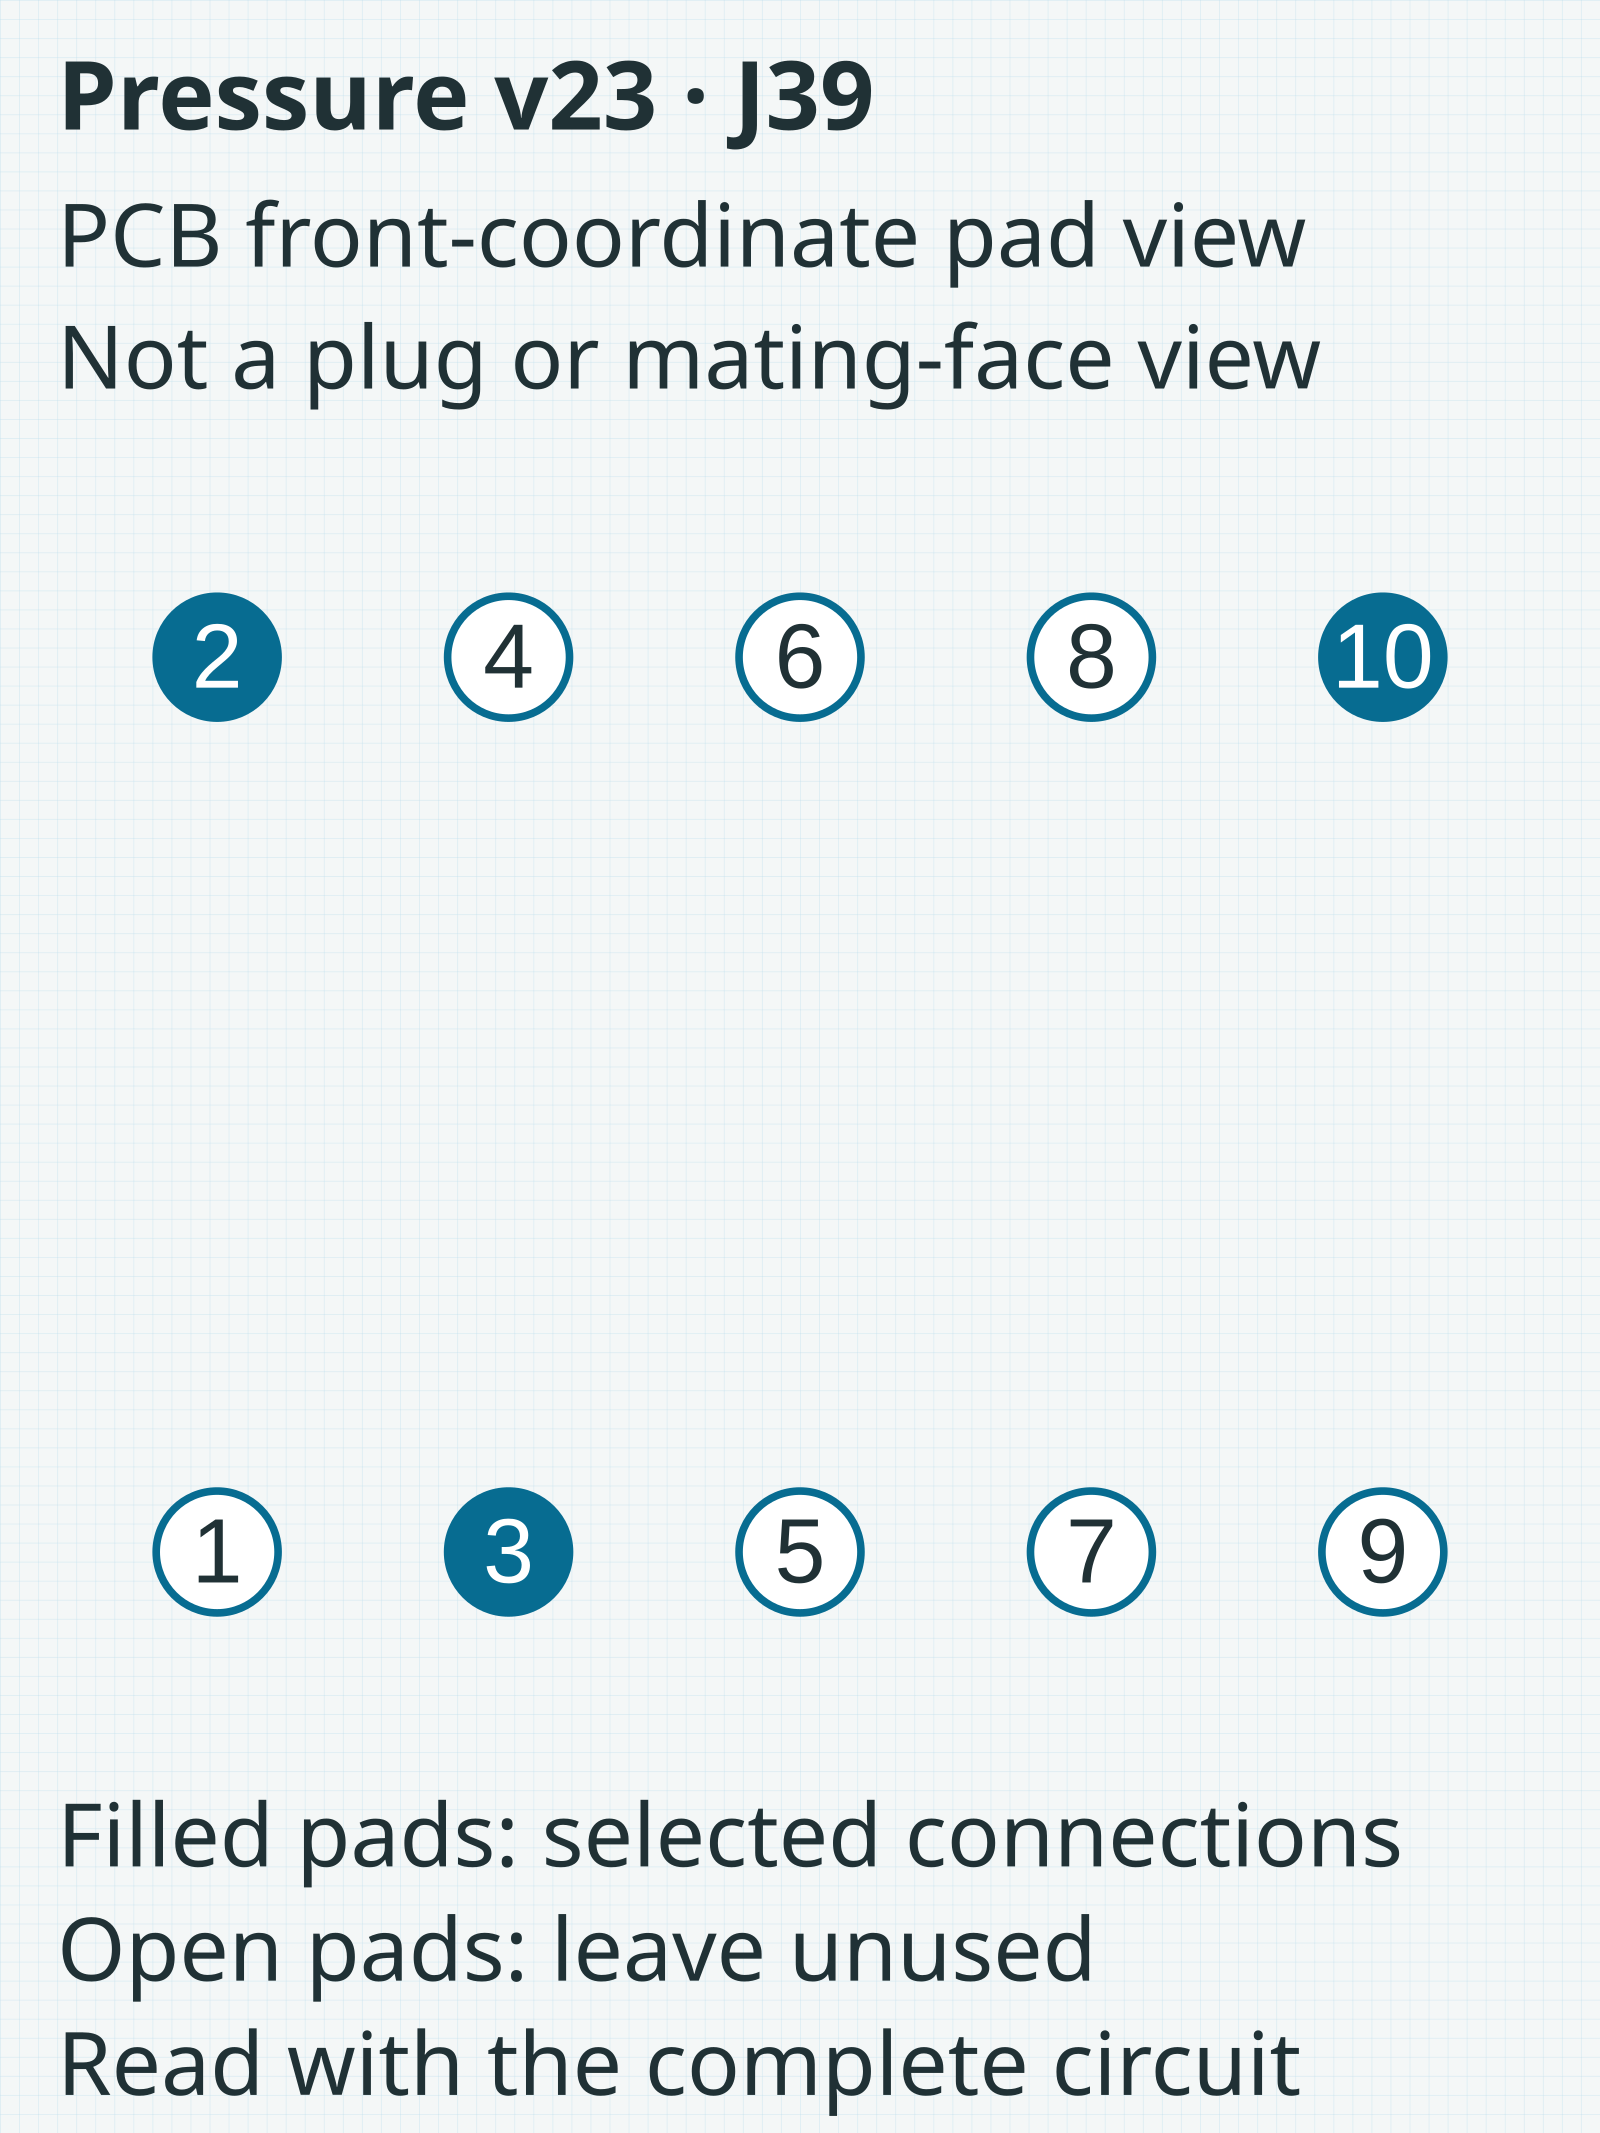 Pressure v23 · J39
PCB front-coordinate pad view
Not a plug or mating-face view
2 4 6 8 10
1 3 5 7 9
Filled pads: selected connections
Open pads: leave unused
Read with the complete circuit